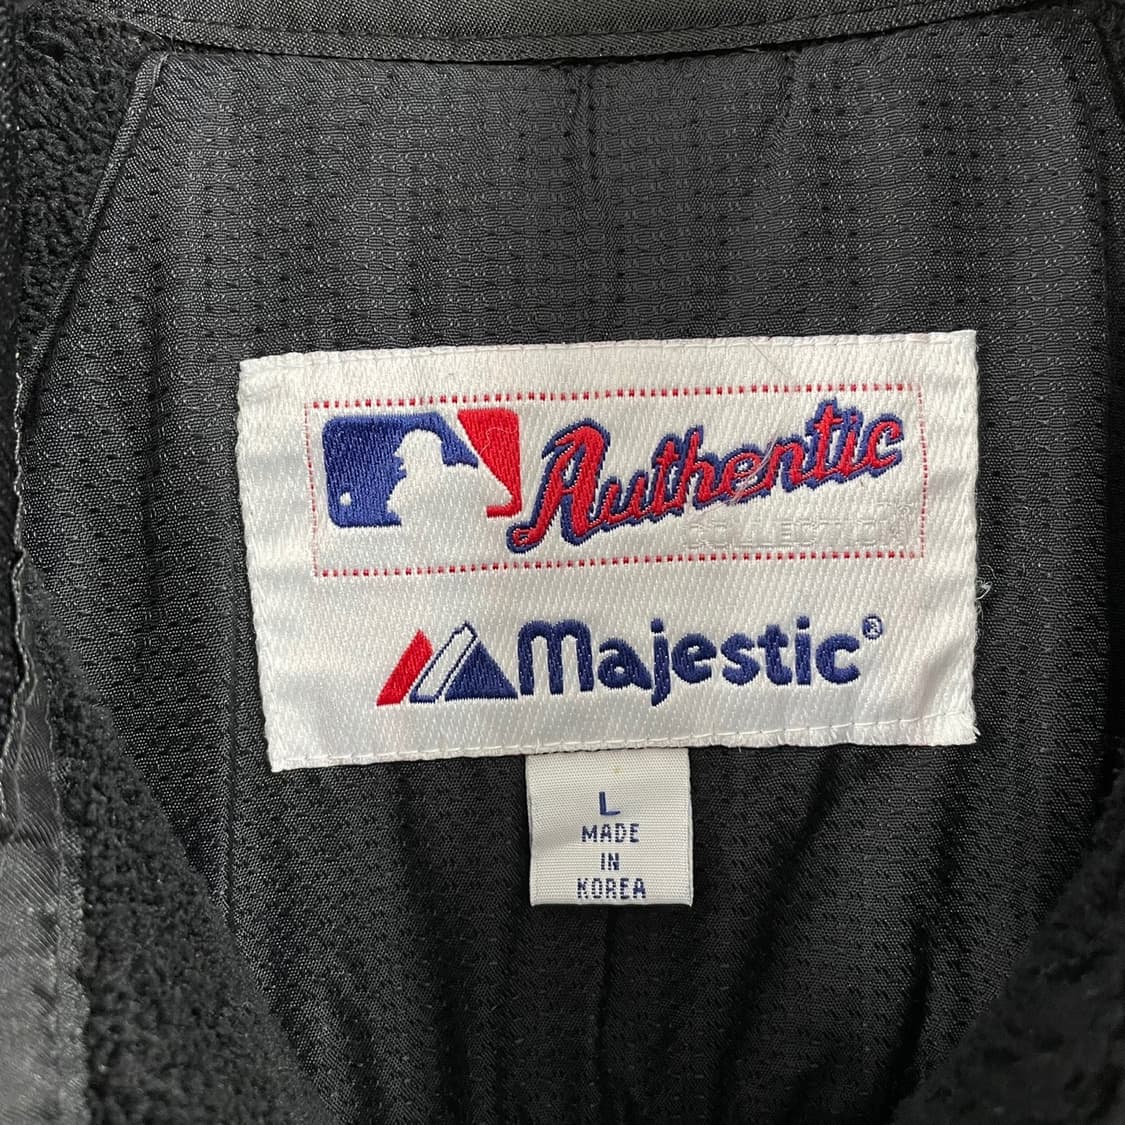 Authentic
COLLECTION
Majestic®
L
MADE
IN
KOREA